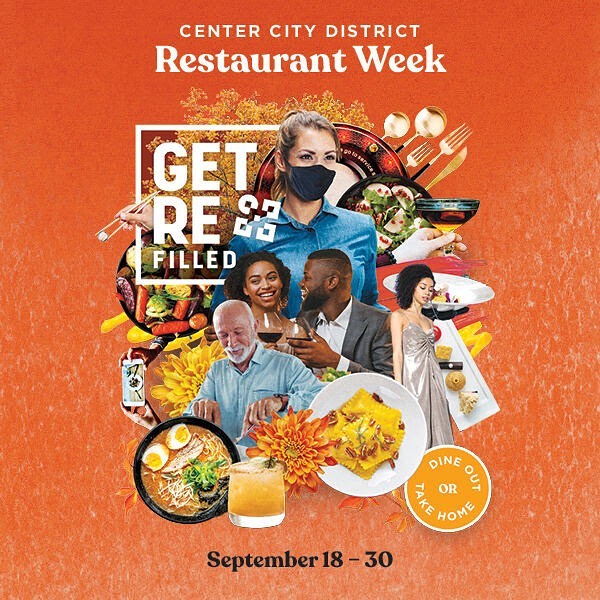 CENTER CITY DISTRICT
Restaurant Week
GET
RE
FILLED
DINE OUT
OR
TAKE HOME
September 18 – 30